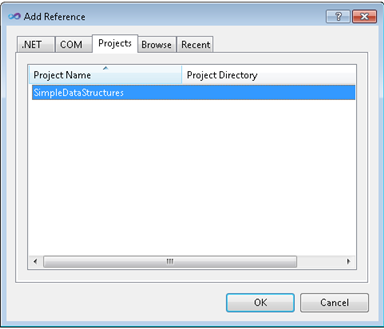 Add Reference
.NET COM Projects Browse Recent
Project Name Project Directory
SimpleDataStructures
OK Cancel